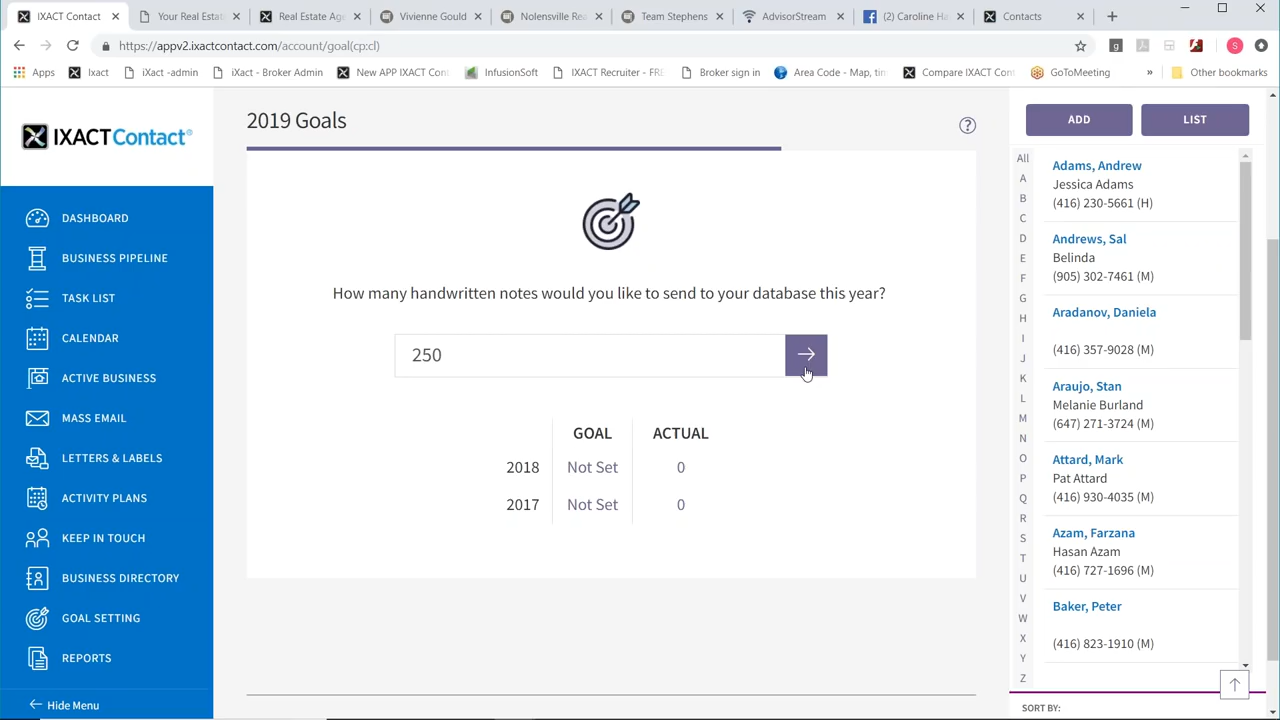 IXACT Contact
Your Real Estat
Real Estate Age
Vivienne Gould
Nolensville Rea
Team Stephens
AdvisorStream
(2) Caroline Ha
Contacts
https://appv2.ixactcontact.com/account/goal(cp:cl)
Apps
Ixact
iXact -admin
iXact - Broker Admin
New APP IXACT Cont
InfusionSoft
IXACT Recruiter - FRE
Broker sign in
Area Code - Map, tim
Compare IXACT Cont
GoToMeeting
»
Other bookmarks
IXACTContact®
DASHBOARD
BUSINESS PIPELINE
TASK LIST
CALENDAR
ACTIVE BUSINESS
MASS EMAIL
LETTERS & LABELS
ACTIVITY PLANS
KEEP IN TOUCH
BUSINESS DIRECTORY
GOAL SETTING
REPORTS
Hide Menu
2019 Goals
?
How many handwritten notes would you like to send to your database this year?
250
GOAL ACTUAL
2018 Not Set 0
2017 Not Set 0
ADD
LIST
All
A
B
C
D
E
F
G
H
I
J
K
L
M
N
O
P
Q
R
S
T
U
V
W
X
Y
Z
Adams, Andrew
Jessica Adams
(416) 230-5661 (H)
Andrews, Sal
Belinda
(905) 302-7461 (M)
Aradanov, Daniela
(416) 357-9028 (M)
Araujo, Stan
Melanie Burland
(647) 271-3724 (M)
Attard, Mark
Pat Attard
(416) 930-4035 (M)
Azam, Farzana
Hasan Azam
(416) 727-1696 (M)
Baker, Peter
(416) 823-1910 (M)
SORT BY: